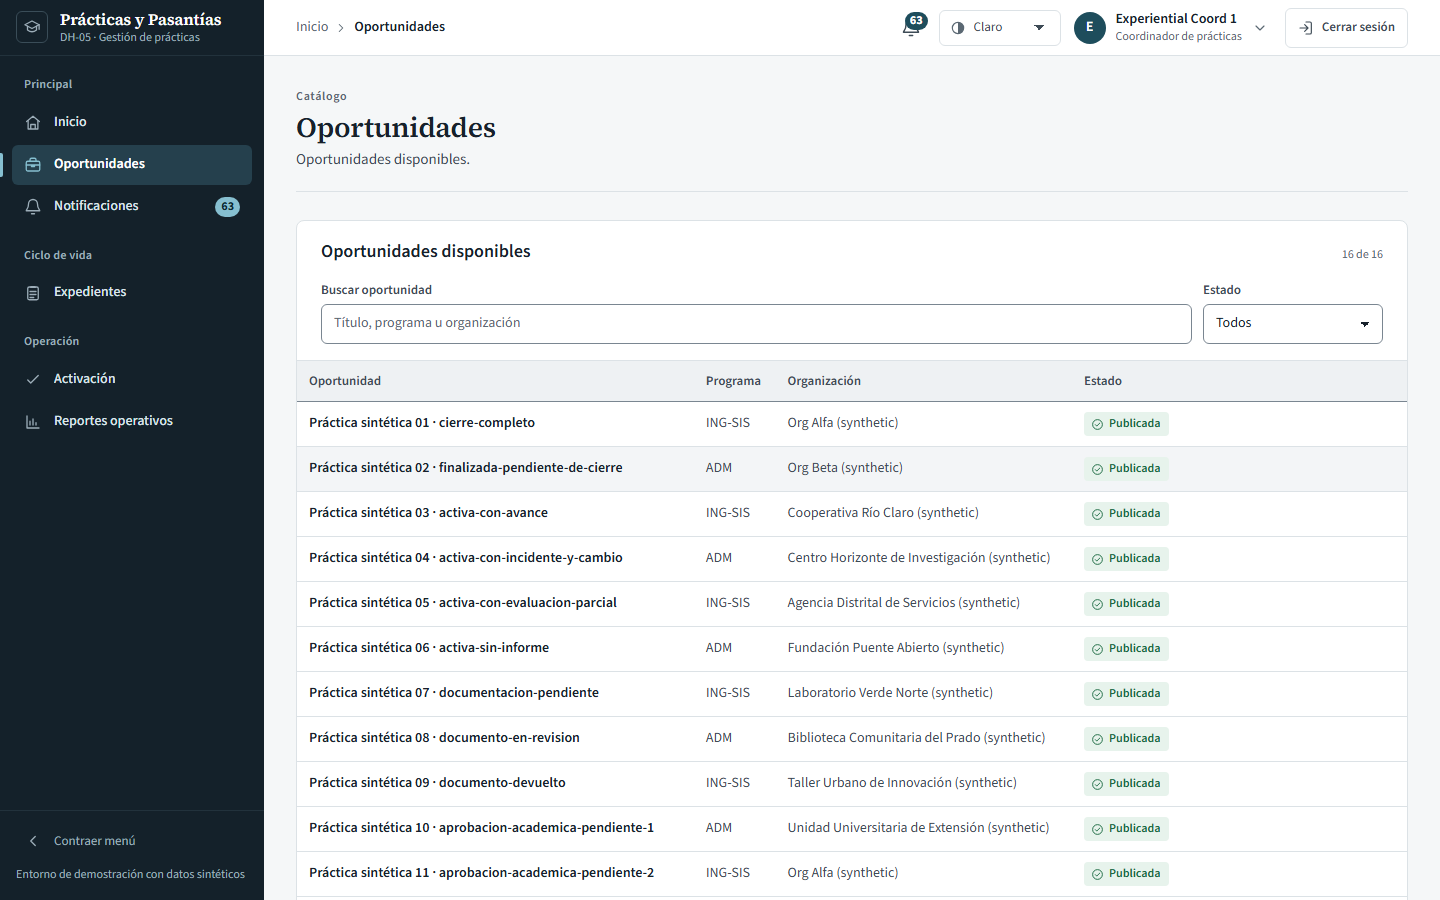 Prácticas y Pasantías
DH-05 · Gestión de prácticas
Principal
Inicio
Oportunidades
Notificaciones 63
Ciclo de vida
Expedientes
Operación
Activación
Reportes operativos
Contraer menú
Entorno de demostración con datos sintéticos
Inicio > Oportunidades
63
Claro
E
Experiential Coord 1
Coordinador de prácticas
Cerrar sesión
Catálogo
Oportunidades
Oportunidades disponibles.
Oportunidades disponibles
16 de 16
Buscar oportunidad
Título, programa u organización
Estado
Todos
Oportunidad Programa Organización Estado
Práctica sintética 01 · cierre-completo ING-SIS Org Alfa (synthetic) Publicada
Práctica sintética 02 · finalizada-pendiente-de-cierre ADM Org Beta (synthetic) Publicada
Práctica sintética 03 · activa-con-avance ING-SIS Cooperativa Río Claro (synthetic) Publicada
Práctica sintética 04 · activa-con-incidente-y-cambio ADM Centro Horizonte de Investigación (synthetic) Publicada
Práctica sintética 05 · activa-con-evaluacion-parcial ING-SIS Agencia Distrital de Servicios (synthetic) Publicada
Práctica sintética 06 · activa-sin-informe ADM Fundación Puente Abierto (synthetic) Publicada
Práctica sintética 07 · documentacion-pendiente ING-SIS Laboratorio Verde Norte (synthetic) Publicada
Práctica sintética 08 · documento-en-revision ADM Biblioteca Comunitaria del Prado (synthetic) Publicada
Práctica sintética 09 · documento-devuelto ING-SIS Taller Urbano de Innovación (synthetic) Publicada
Práctica sintética 10 · aprobacion-academica-pendiente-1 ADM Unidad Universitaria de Extensión (synthetic) Publicada
Práctica sintética 11 · aprobacion-academica-pendiente-2 ING-SIS Org Alfa (synthetic) Publicada